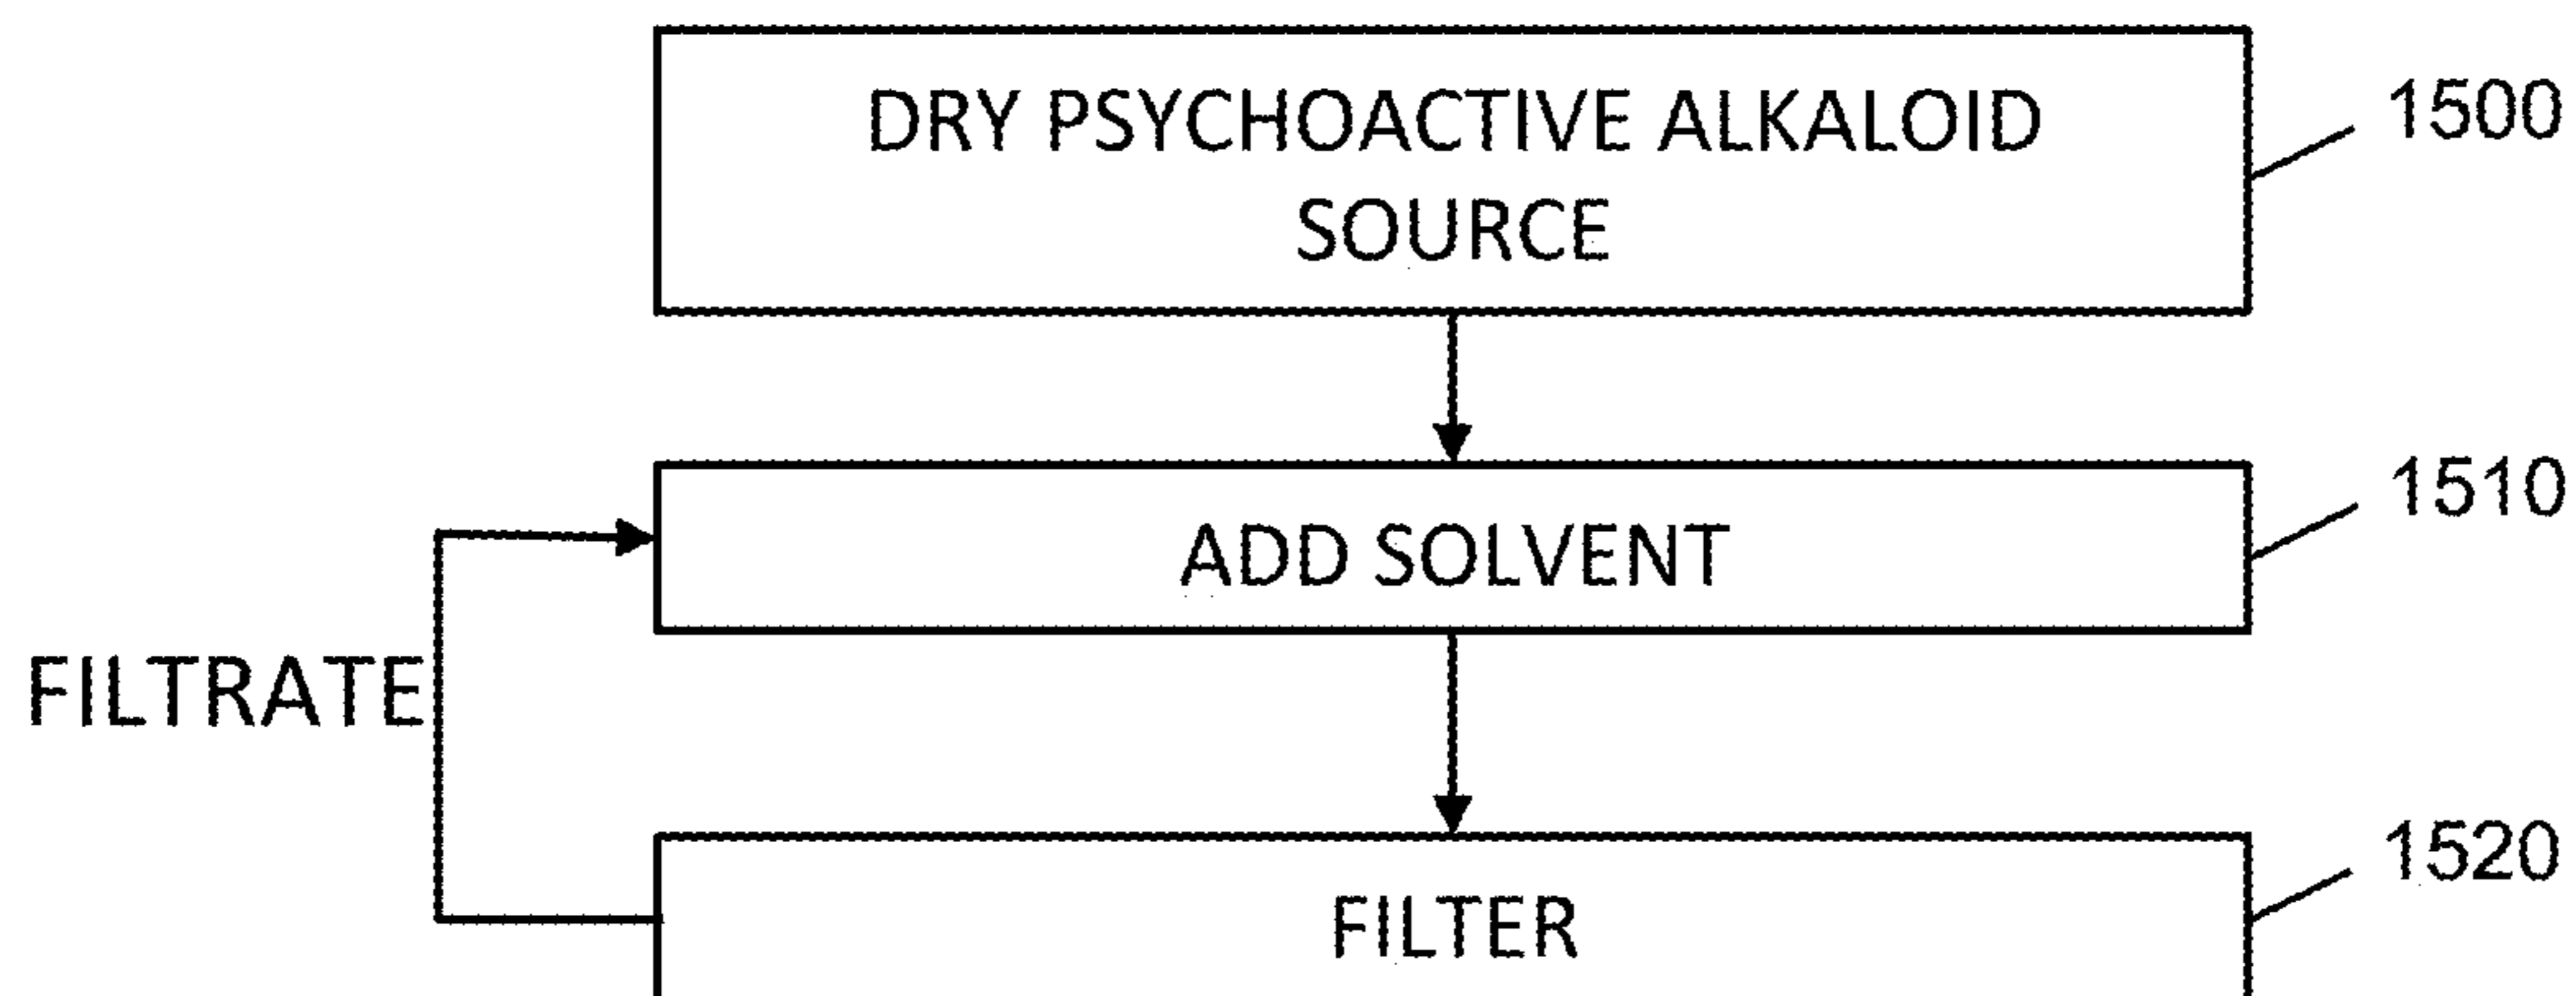 DRY PSYCHOACTIVE ALKALOID
SOURCE
1500
ADD SOLVENT
1510
FILTRATE
FILTER
1520